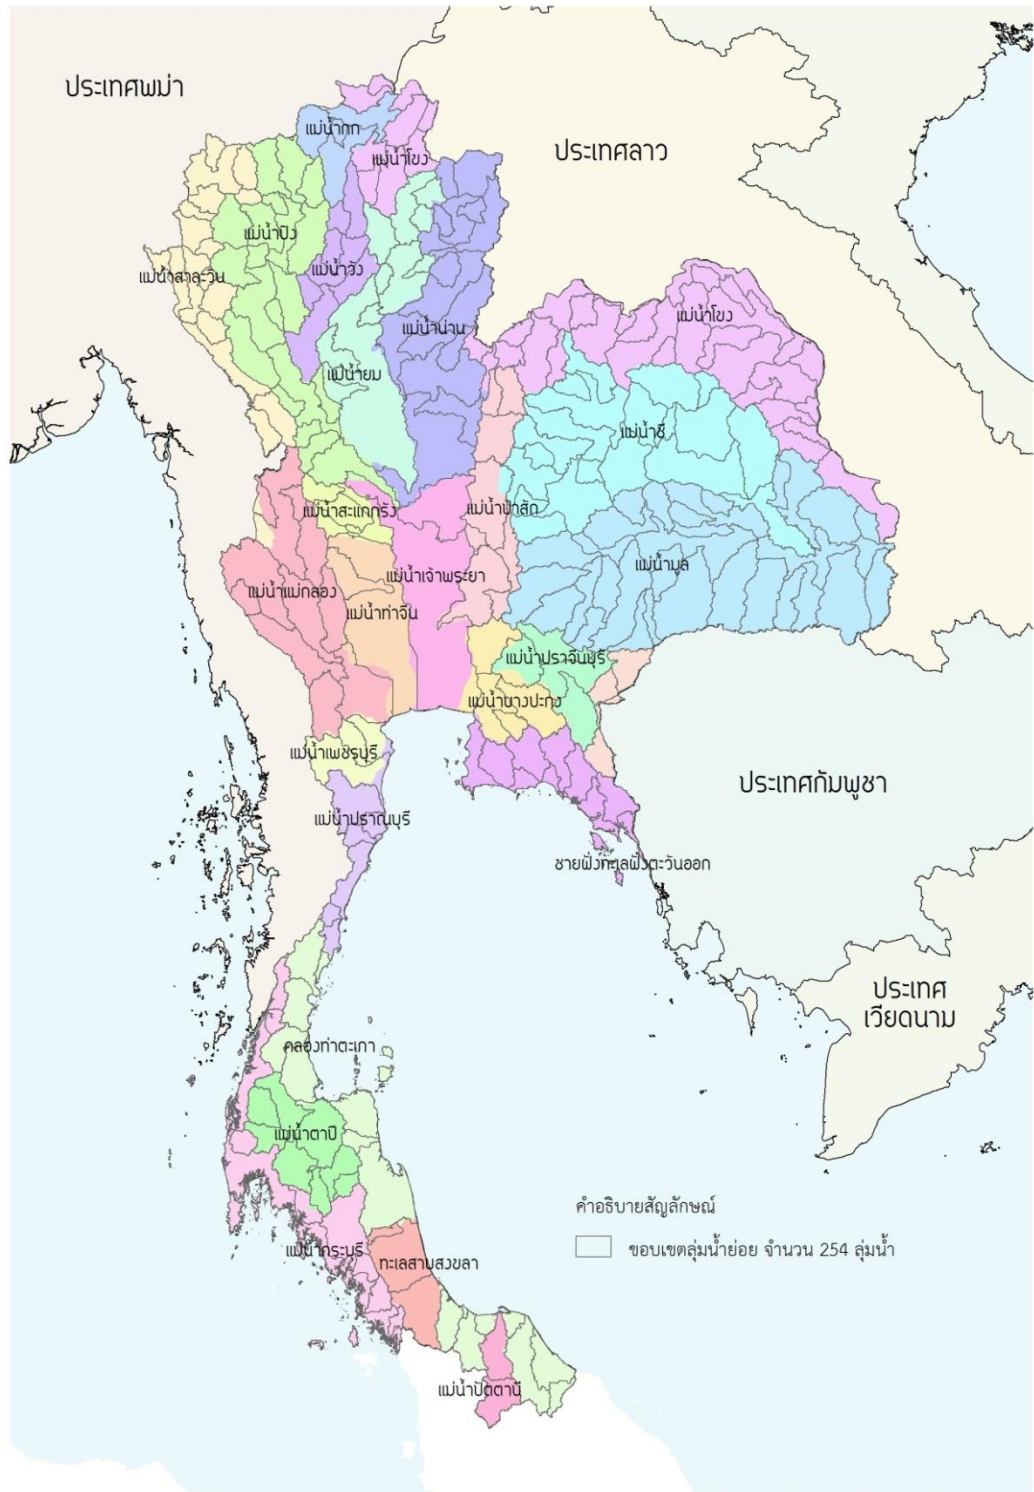 ประเทศพม่า
แม่น้ำกก
แม่น้ำโขง
ประเทศลาว
แม่น้ำปิง
แม่น้ำวัง
แม่น้ำสาละวิน
แม่น้ำน่าน
แม่น้ำโขง
แม่น้ำยม
แม่น้ำชี
แม่น้ำสะแกกรัง
แม่น้ำป่าสัก
แม่น้ำมูล
แม่น้ำเจ้าพระยา
แม่น้ำแม่กลอง
แม่น้ำท่าจีน
แม่น้ำปราจีนบุรี
แม่น้ำบางปะกง
แม่น้ำเพชรบุรี
ประเทศกัมพูชา
แม่น้ำปราณบุรี
ชายฝั่งทะเลฝั่งตะวันออก
ประเทศ
เวียดนาม
คลองท่าตะเภา
แม่น้ำตาปี
คำอธิบายสัญลักษณ์
ขอบเขตลุ่มน้ำย่อย จำนวน 254 ลุ่มน้ำ
แม่น้ำกระบุรี
ทะเลสาบสงขลา
แม่น้ำปัตตานี